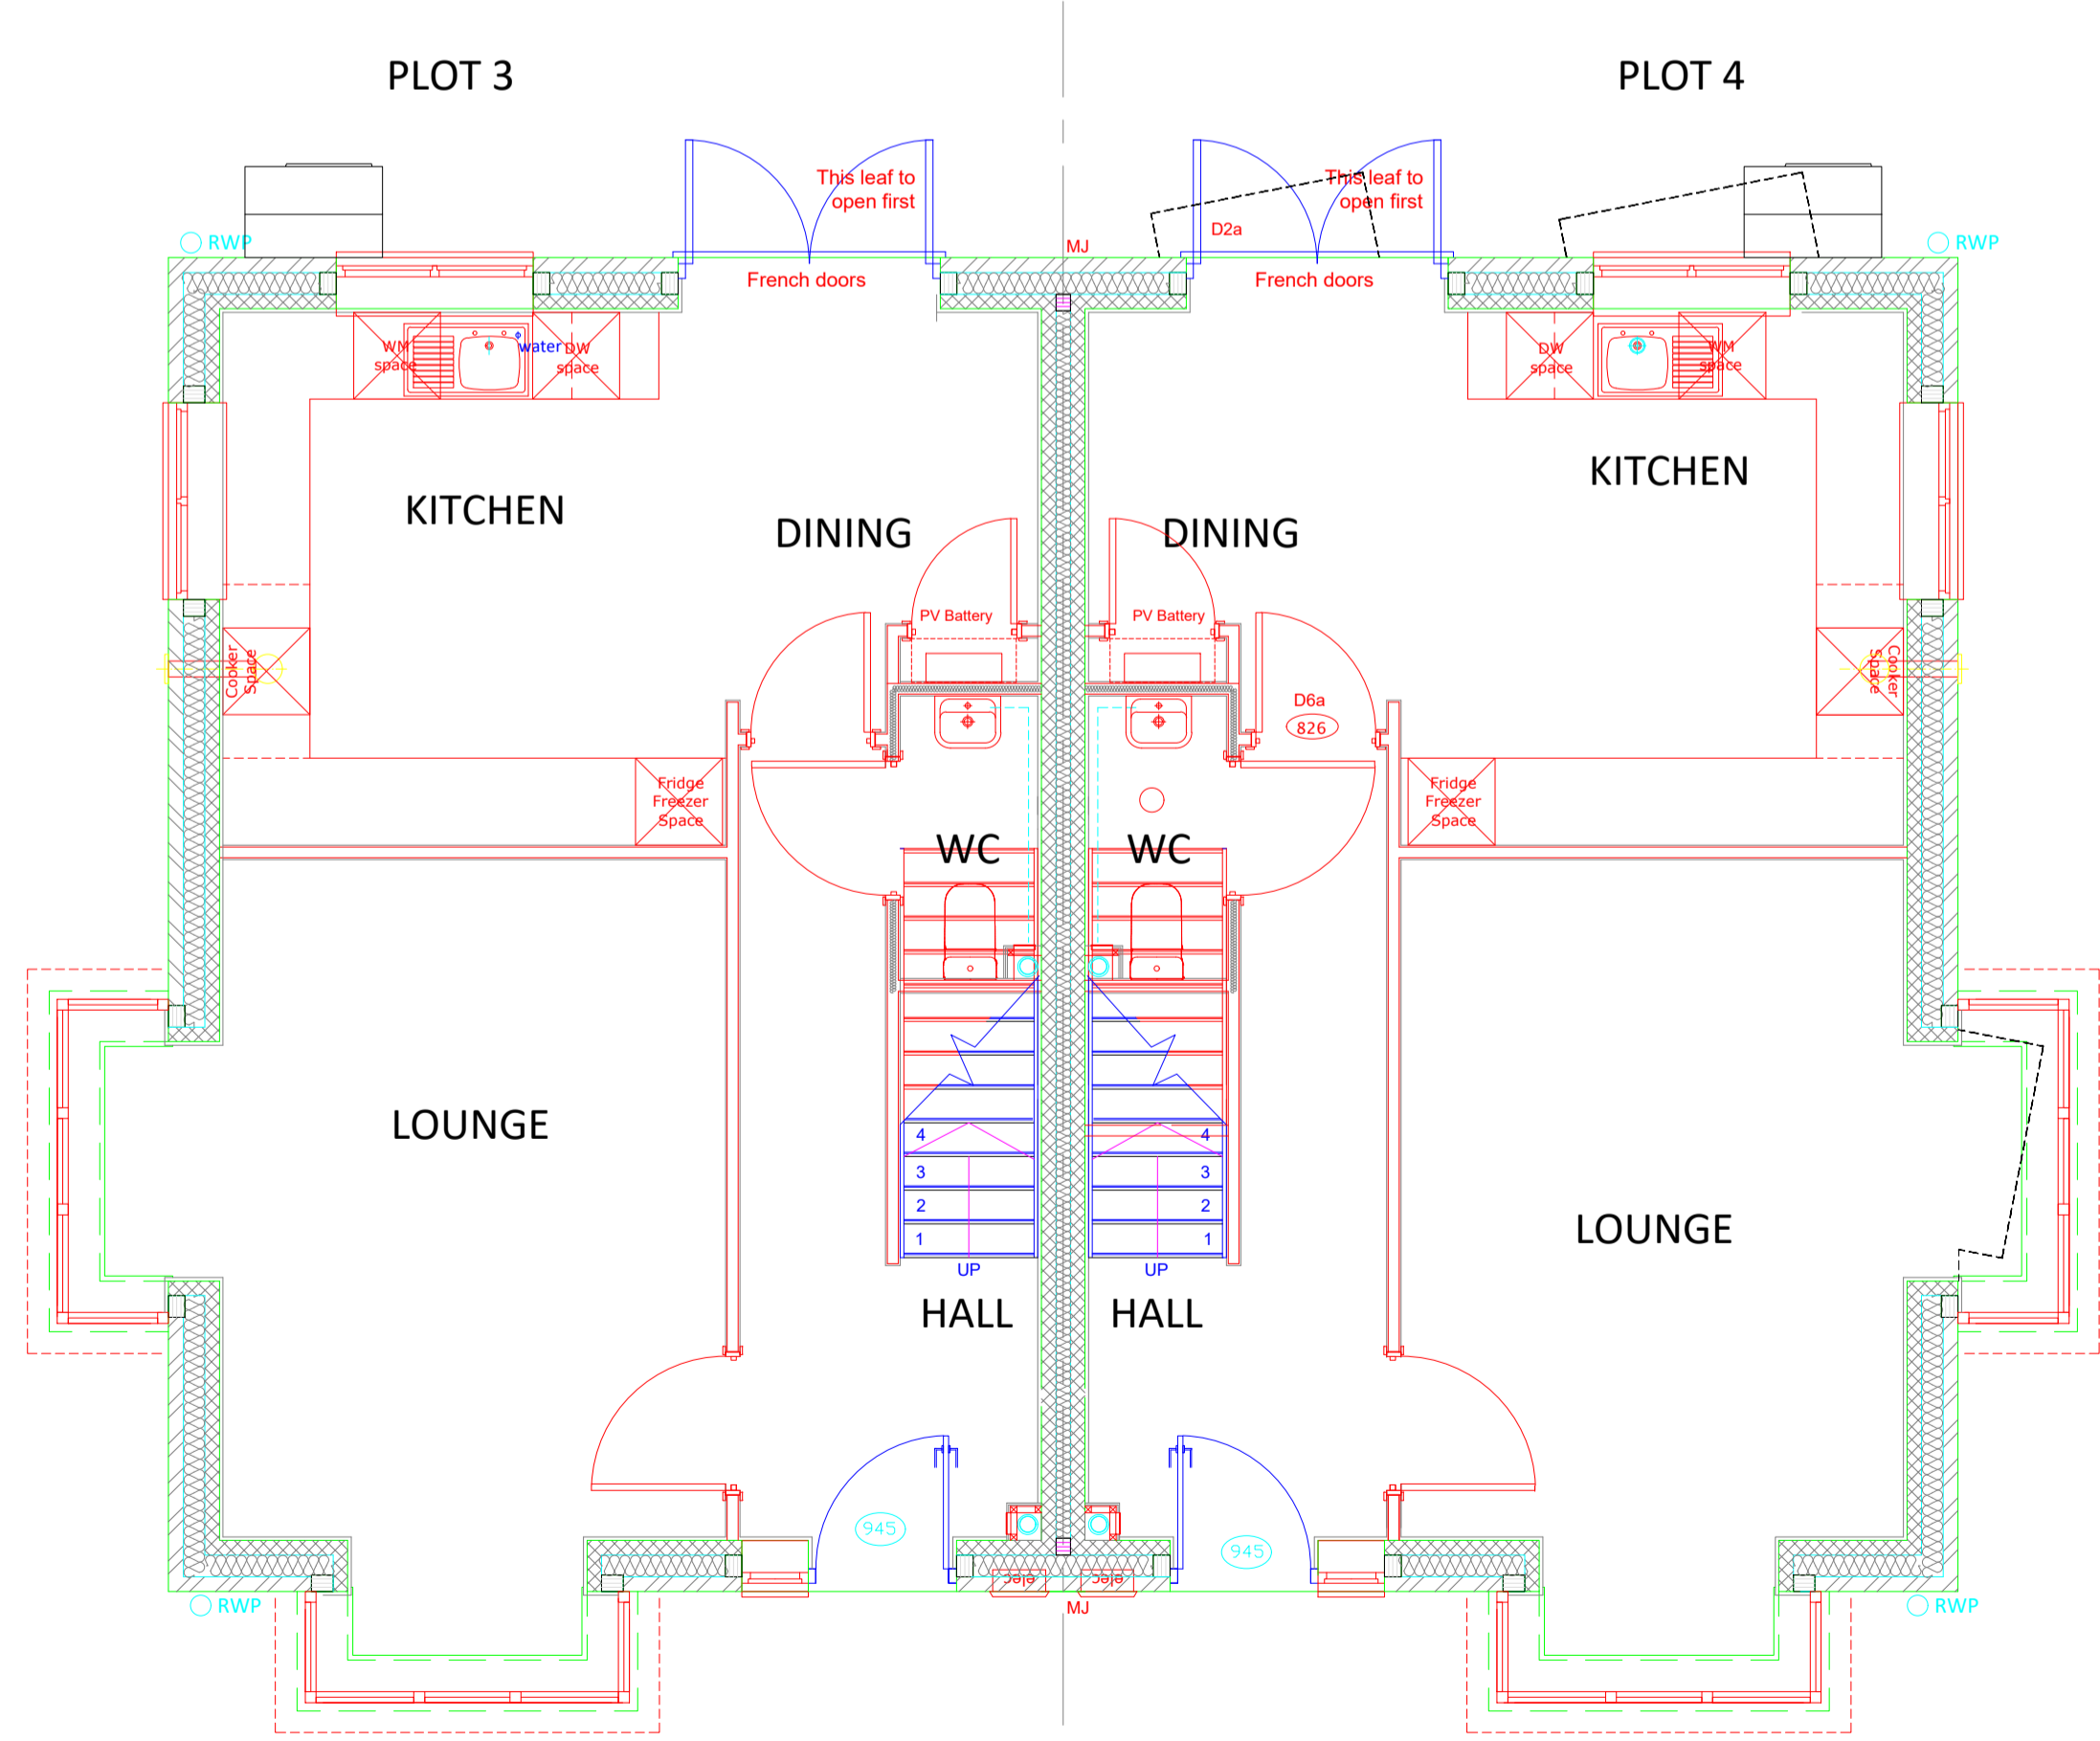 PLOT 3
PLOT 4
This leaf to
open first
This leaf to
open first
D2a
RWP
MJ
RWP
French doors
French doors
WM
space
water
DW
space
DW
space
WM
space
KITCHEN
KITCHEN
DINING
DINING
PV Battery
PV Battery
Cooker
Space
Cooker
Space
D6a
826
Fridge
Freezer
Space
Fridge
Freezer
Space
WC
WC
LOUNGE
4
4
3
3
2
2
1
1
LOUNGE
UP
UP
HALL
HALL
945
945
elec
elec
RWP
MJ
RWP